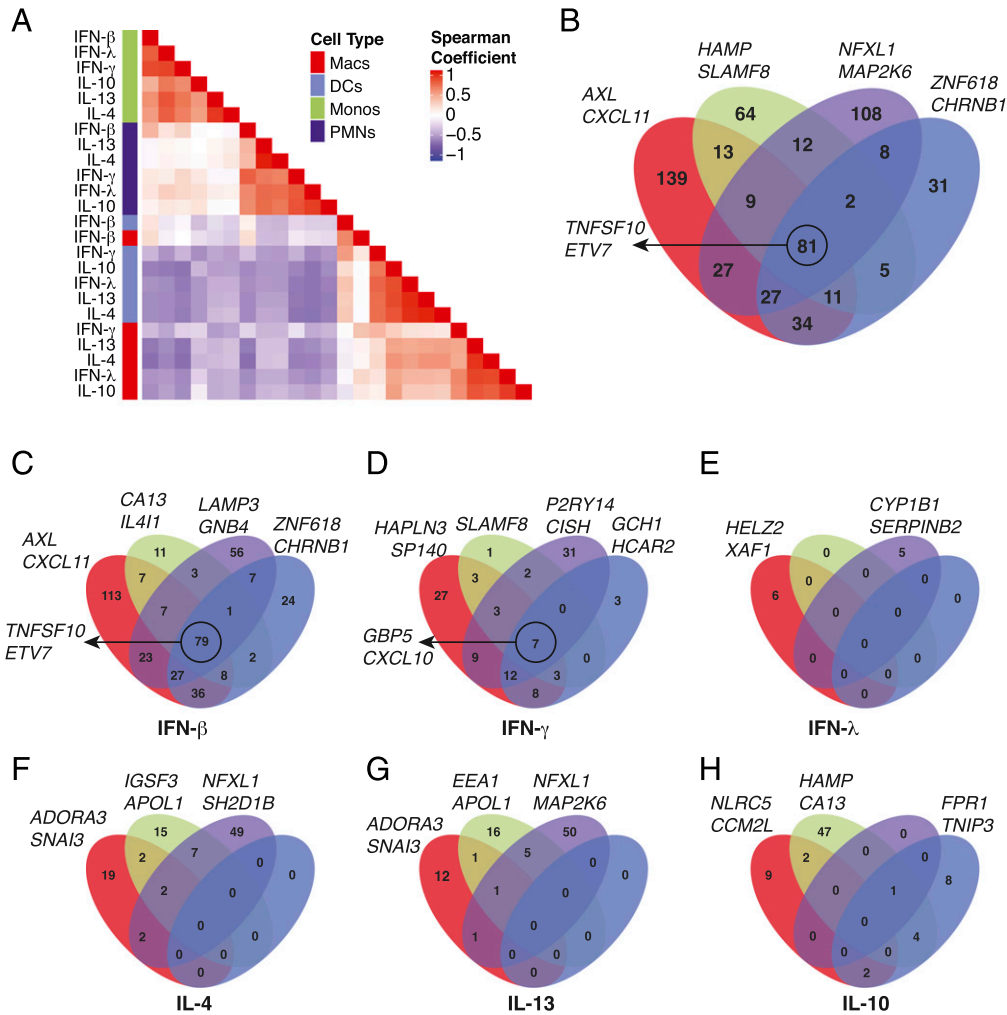 A
IFN-β
IFN-λ
IFN-γ
IL-10
IL-13
IL-4
IFN-β
IL-13
IL-4
IFN-γ
IFN-λ
IL-10
IFN-β
IFN-β
IFN-γ
IL-10
IFN-λ
IL-13
IL-4
IFN-γ
IL-13
IL-4
IFN-λ
IL-10
Cell Type
Macs
DCs
Monos
PMNs
Spearman
Coefficient
1
0.5
0
−0.5
−1
B
HAMP
SLAMF8
NFXL1
MAP2K6
AXL
CXCL11
ZNF618
CHRNB1
TNFSF10
ETV7
64
108
13
12
8
139
31
9
2
81
27
5
27
11
34
C
CA13
IL4I1
LAMP3
GNB4
AXL
CXCL11
ZNF618
CHRNB1
TNFSF10
ETV7
11
56
7
3
7
113
24
7
1
79
23
2
27
8
36
IFN-β
D
HAPLN3
SP140
SLAMF8
P2RY14
CISH
GCH1
HCAR2
GBP5
CXCL10
1
31
3
2
27
3
3
0
7
9
0
12
3
8
IFN-γ
E
HELZ2
XAF1
CYP1B1
SERPINB2
0
5
0
0
0
6
0
0
0
0
0
0
0
0
0
IFN-λ
F
ADORA3
SNAI3
IGSF3
APOL1
NFXL1
SH2D1B
15
49
2
7
0
19
0
2
0
0
2
0
0
0
0
IL-4
G
ADORA3
SNAI3
EEA1
APOL1
NFXL1
MAP2K6
16
50
1
5
0
12
0
1
0
0
1
0
0
0
0
IL-13
H
NLRC5
CCM2L
HAMP
CA13
FPR1
TNIP3
47
0
2
0
0
9
8
0
1
0
0
4
0
0
2
IL-10